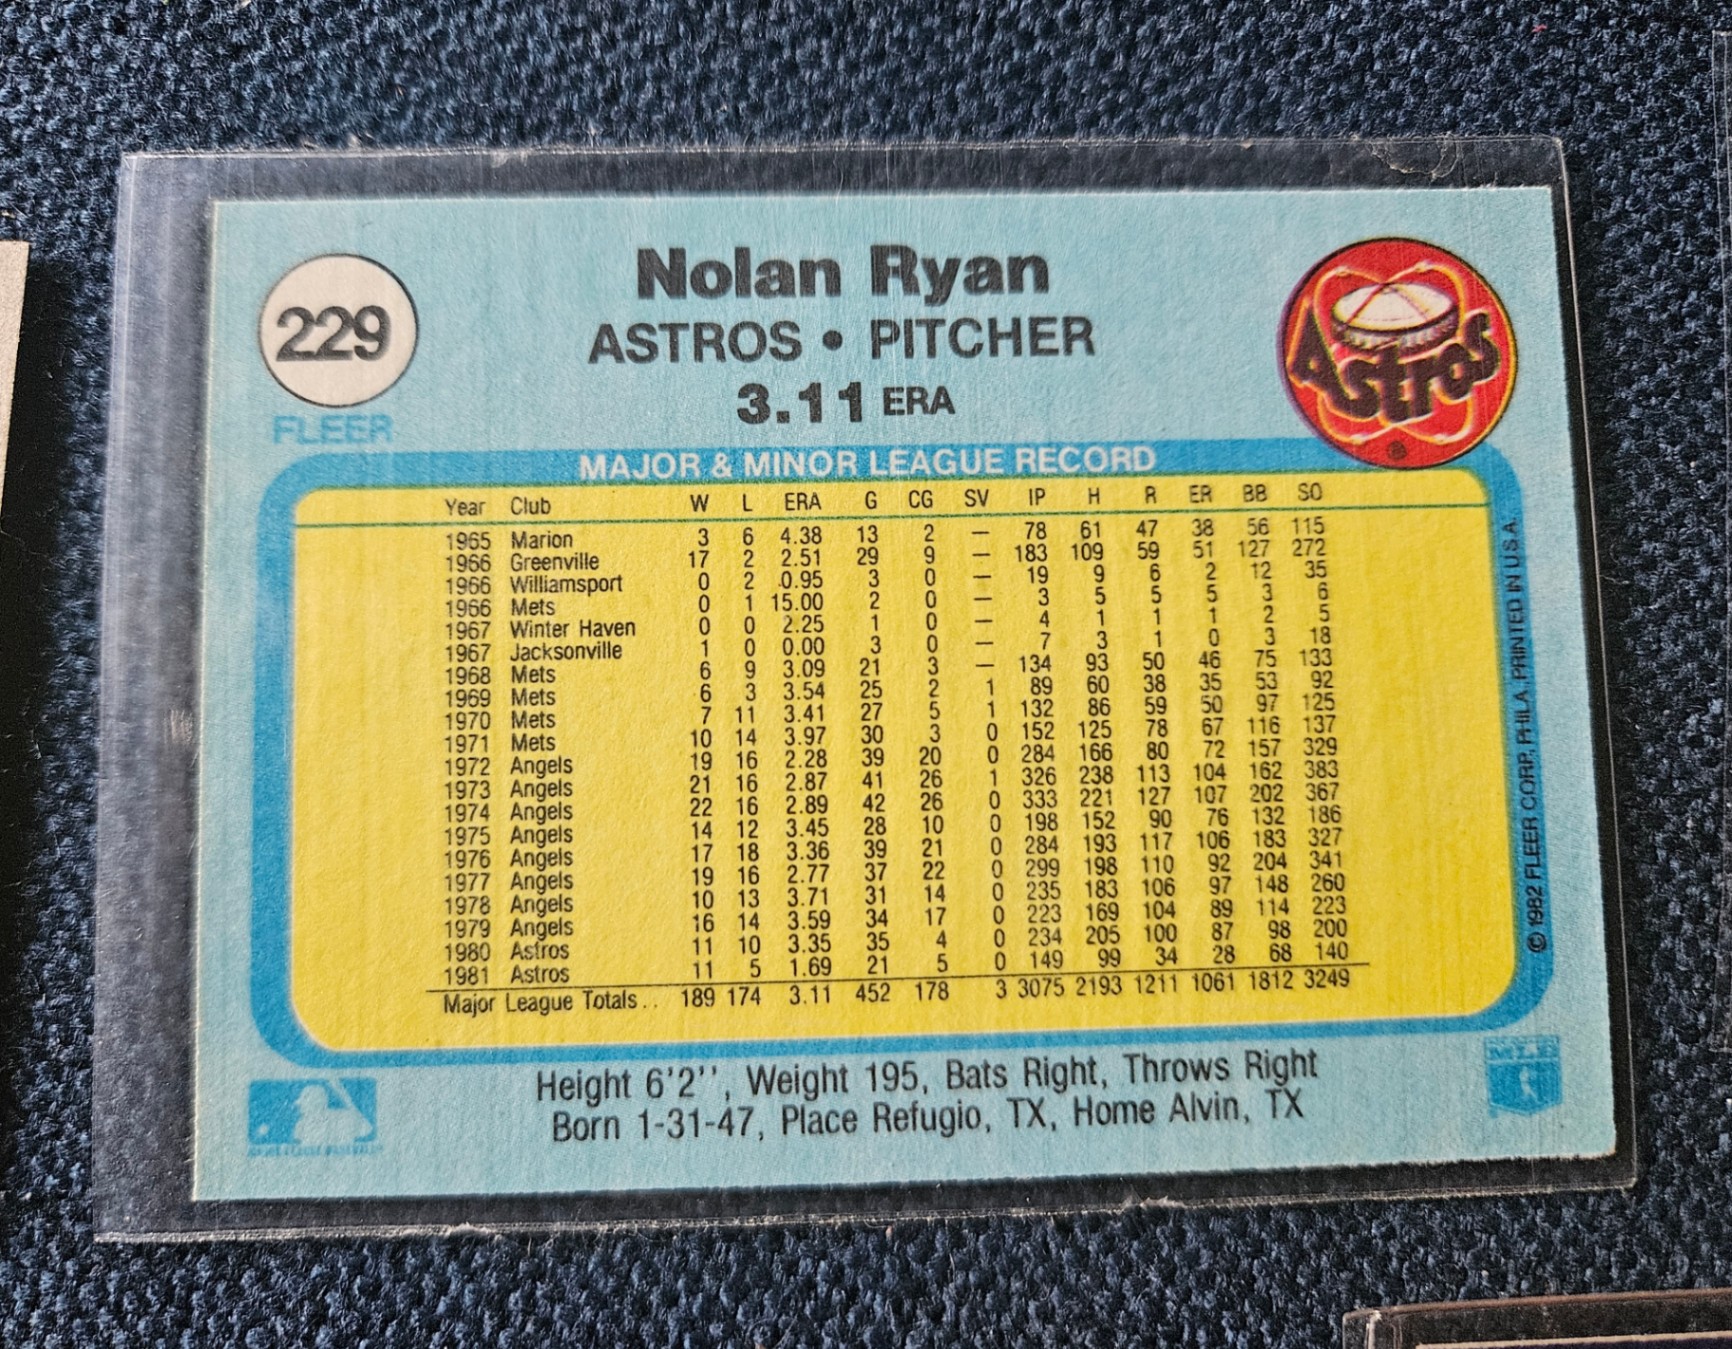 229
FLEER
Nolan Ryan
ASTROS • PITCHER
3.11 ERA
Astros
MAJOR & MINOR LEAGUE RECORD
Year Club W L ERA G CG SV IP H R ER BB SO
1965 Marion 3 6 4.38 13 2 — 78 61 47 38 56 115
1966 Greenville 17 2 2.51 29 9 — 183 109 59 51 127 272
1966 Williamsport 0 2 0.95 3 0 — 19 9 6 2 12 35
1966 Mets 0 1 15.00 2 0 — 3 5 5 5 3 6
1967 Winter Haven 0 0 2.25 1 0 — 4 1 1 1 2 5
1967 Jacksonville 1 0 0.00 3 0 — 7 3 1 0 3 18
1968 Mets 6 9 3.09 21 3 — 134 93 50 46 75 133
1969 Mets 6 3 3.54 25 2 1 89 60 38 35 53 92
1970 Mets 7 11 3.41 27 5 1 132 86 59 50 97 125
1971 Mets 10 14 3.97 30 3 0 152 125 78 67 116 137
1972 Angels 19 16 2.28 39 20 0 284 166 80 72 157 329
1973 Angels 21 16 2.87 41 26 1 326 238 113 104 162 383
1974 Angels 22 16 2.89 42 26 0 333 221 127 107 202 367
1975 Angels 14 12 3.45 28 10 0 198 152 90 76 132 186
1976 Angels 17 18 3.36 39 21 0 284 193 117 106 183 327
1977 Angels 19 16 2.77 37 22 0 299 198 110 92 204 341
1978 Angels 10 13 3.71 31 14 0 235 183 106 97 148 260
1979 Angels 16 14 3.59 34 17 0 223 169 104 89 114 223
1980 Astros 11 10 3.35 35 4 0 234 205 100 87 98 200
1981 Astros 11 5 1.69 21 5 0 149 99 34 28 68 140
Major League Totals.. 189 174 3.11 452 178 3 3075 2193 1211 1061 1812 3249
© 1982 FLEER CORP. PHILA. PRINTED IN U.S.A.
Height 6'2'', Weight 195, Bats Right, Throws Right
Born 1-31-47, Place Refugio, TX, Home Alvin, TX